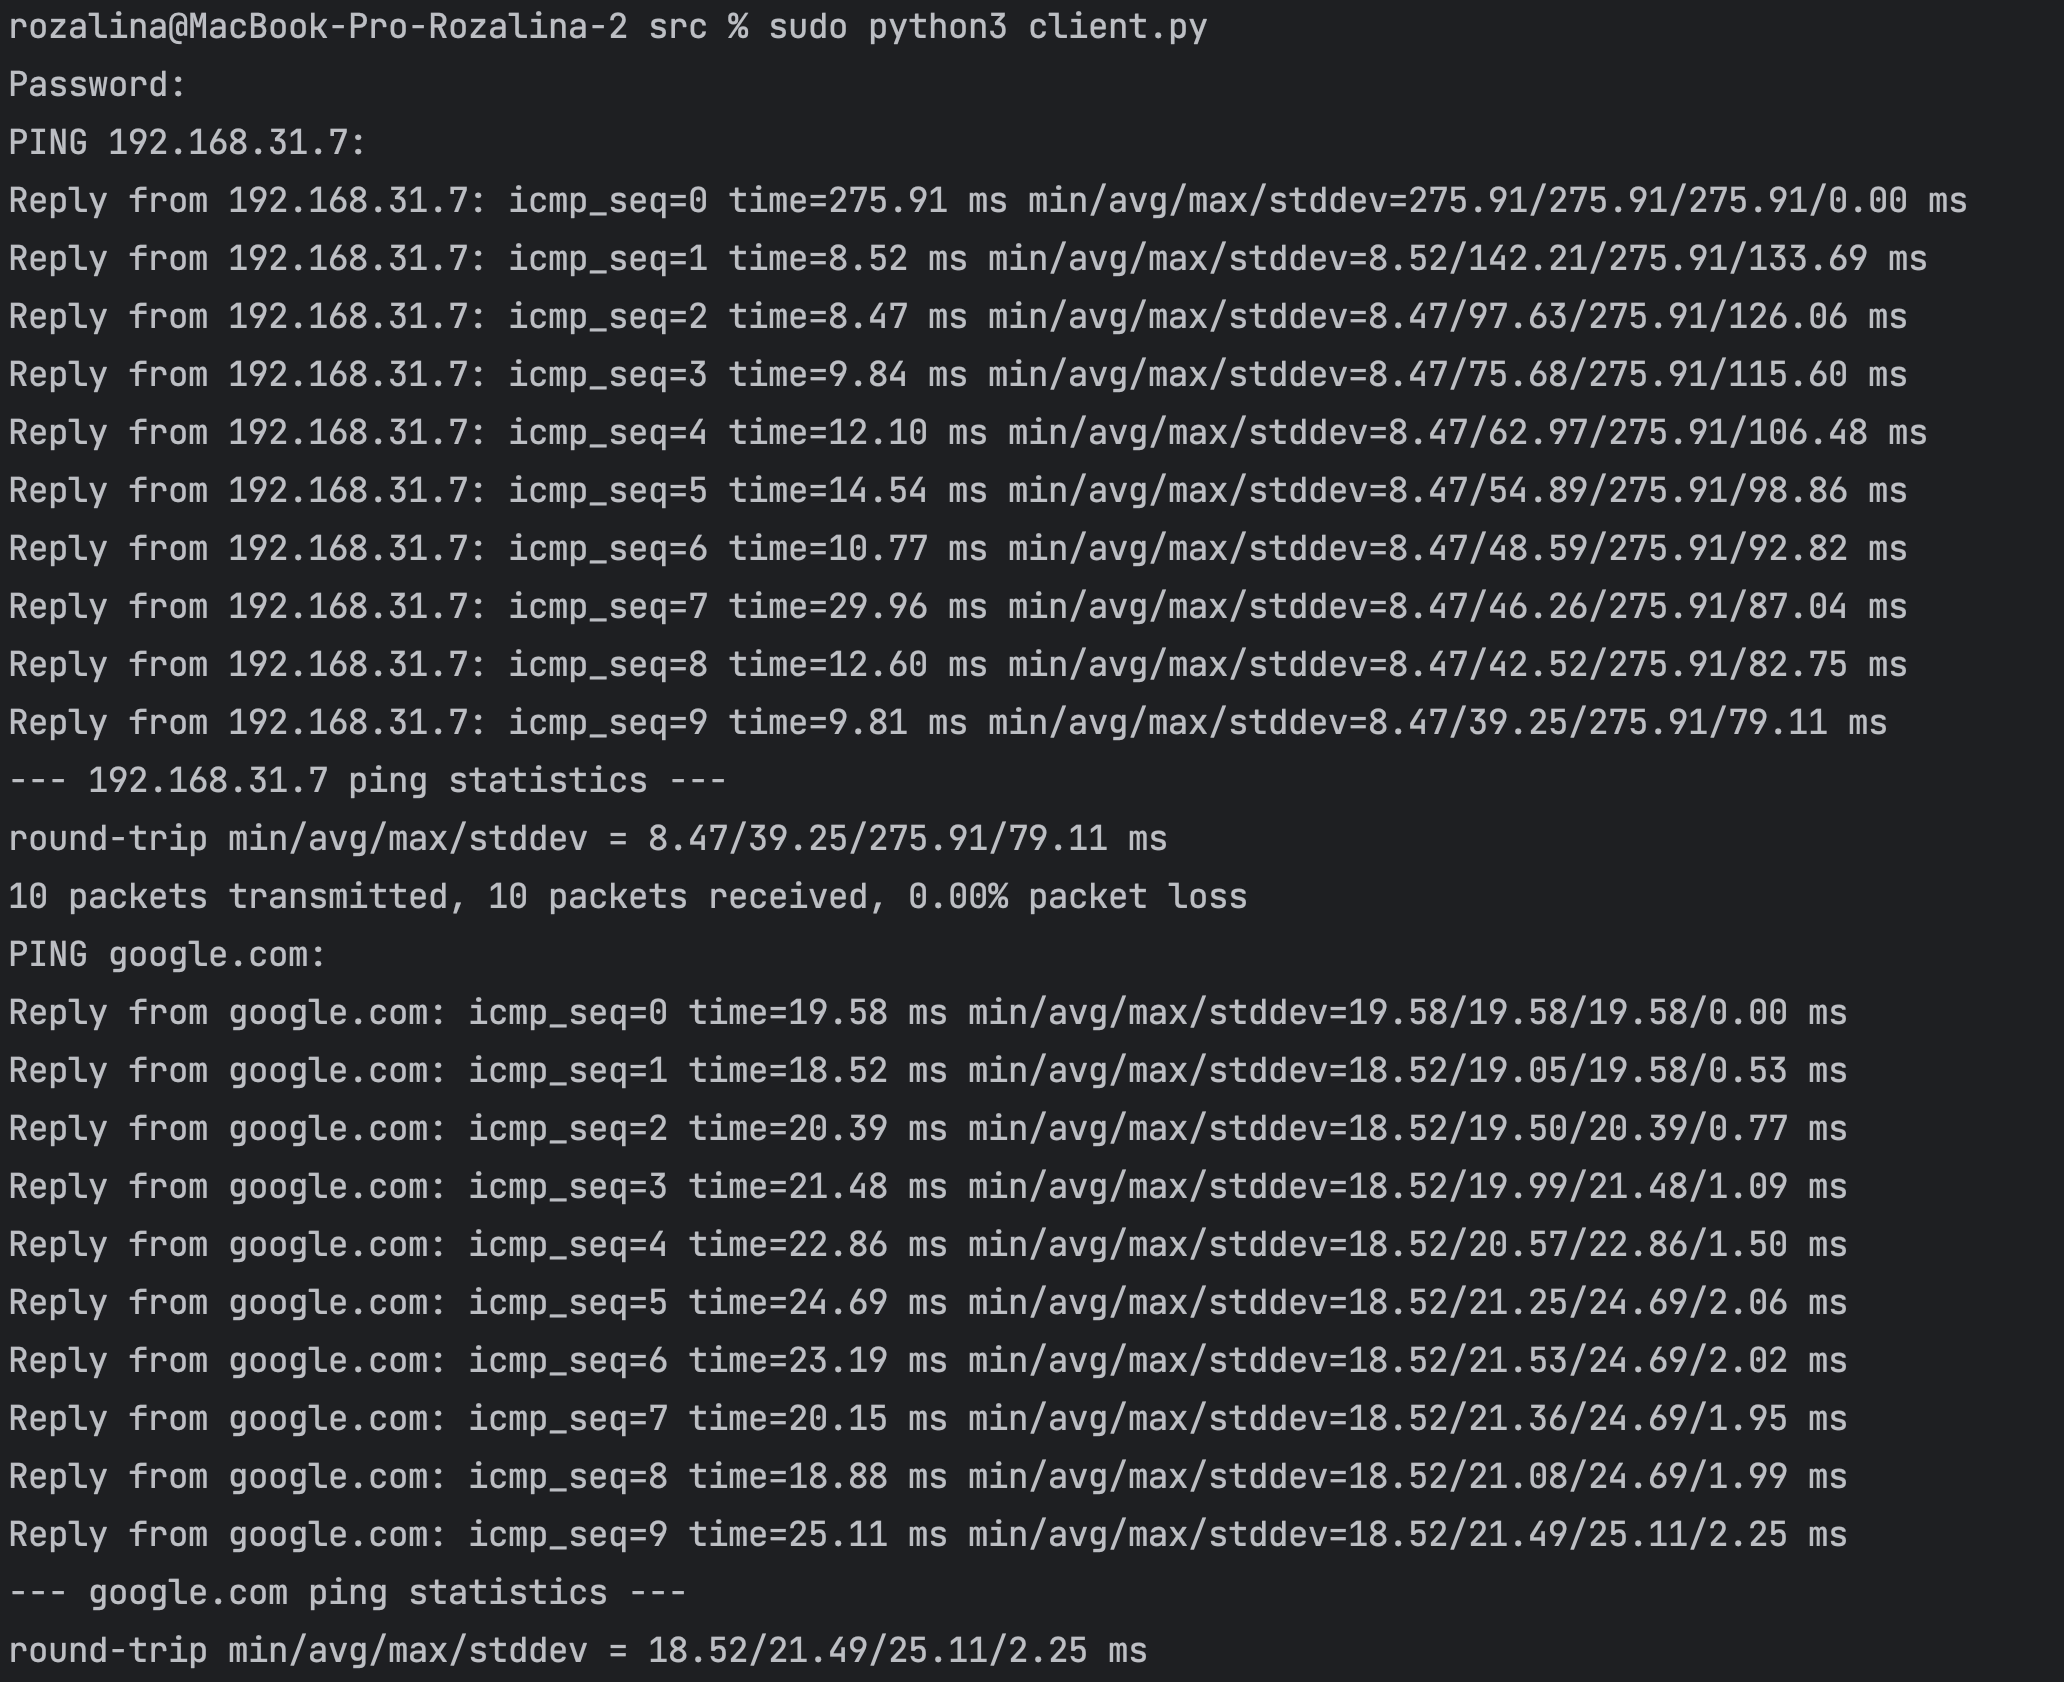 rozalina@MacBook-Pro-Rozalina-2 src % sudo python3 client.py
Password:
PING 192.168.31.7:
Reply from 192.168.31.7: icmp_seq=0 time=275.91 ms min/avg/max/stddev=275.91/275.91/275.91/0.00 ms
Reply from 192.168.31.7: icmp_seq=1 time=8.52 ms min/avg/max/stddev=8.52/142.21/275.91/133.69 ms
Reply from 192.168.31.7: icmp_seq=2 time=8.47 ms min/avg/max/stddev=8.47/97.63/275.91/126.06 ms
Reply from 192.168.31.7: icmp_seq=3 time=9.84 ms min/avg/max/stddev=8.47/75.68/275.91/115.60 ms
Reply from 192.168.31.7: icmp_seq=4 time=12.10 ms min/avg/max/stddev=8.47/62.97/275.91/106.48 ms
Reply from 192.168.31.7: icmp_seq=5 time=14.54 ms min/avg/max/stddev=8.47/54.89/275.91/98.86 ms
Reply from 192.168.31.7: icmp_seq=6 time=10.77 ms min/avg/max/stddev=8.47/48.59/275.91/92.82 ms
Reply from 192.168.31.7: icmp_seq=7 time=29.96 ms min/avg/max/stddev=8.47/46.26/275.91/87.04 ms
Reply from 192.168.31.7: icmp_seq=8 time=12.60 ms min/avg/max/stddev=8.47/42.52/275.91/82.75 ms
Reply from 192.168.31.7: icmp_seq=9 time=9.81 ms min/avg/max/stddev=8.47/39.25/275.91/79.11 ms
--- 192.168.31.7 ping statistics ---
round-trip min/avg/max/stddev = 8.47/39.25/275.91/79.11 ms
10 packets transmitted, 10 packets received, 0.00% packet loss
PING google.com:
Reply from google.com: icmp_seq=0 time=19.58 ms min/avg/max/stddev=19.58/19.58/19.58/0.00 ms
Reply from google.com: icmp_seq=1 time=18.52 ms min/avg/max/stddev=18.52/19.05/19.58/0.53 ms
Reply from google.com: icmp_seq=2 time=20.39 ms min/avg/max/stddev=18.52/19.50/20.39/0.77 ms
Reply from google.com: icmp_seq=3 time=21.48 ms min/avg/max/stddev=18.52/19.99/21.48/1.09 ms
Reply from google.com: icmp_seq=4 time=22.86 ms min/avg/max/stddev=18.52/20.57/22.86/1.50 ms
Reply from google.com: icmp_seq=5 time=24.69 ms min/avg/max/stddev=18.52/21.25/24.69/2.06 ms
Reply from google.com: icmp_seq=6 time=23.19 ms min/avg/max/stddev=18.52/21.53/24.69/2.02 ms
Reply from google.com: icmp_seq=7 time=20.15 ms min/avg/max/stddev=18.52/21.36/24.69/1.95 ms
Reply from google.com: icmp_seq=8 time=18.88 ms min/avg/max/stddev=18.52/21.08/24.69/1.99 ms
Reply from google.com: icmp_seq=9 time=25.11 ms min/avg/max/stddev=18.52/21.49/25.11/2.25 ms
--- google.com ping statistics ---
round-trip min/avg/max/stddev = 18.52/21.49/25.11/2.25 ms